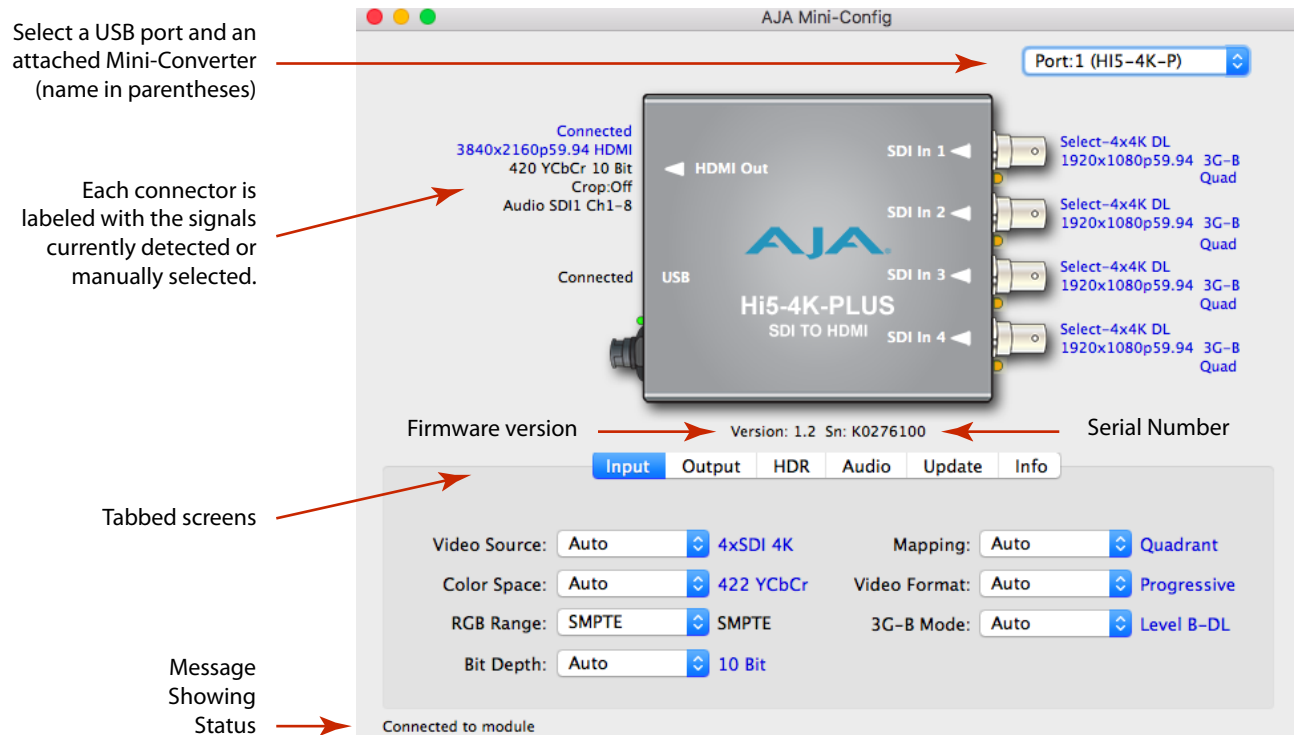 AJA Mini-Config
Select a USB port and an
attached Mini-Converter
(name in parentheses)
Port:1 (HI5-4K-P)
Each connector is
labeled with the signals
currently detected or
manually selected.
Connected
3840x2160p59.94 HDMI
420 YCbCr 10 Bit
Crop:Off
Audio SDI1 Ch1-8
Connected
HDMI Out
USB
SDI In 1
SDI In 2
SDI In 3
SDI In 4
AJA
Hi5-4K-PLUS
SDI TO HDMI
Select-4x4K DL
1920x1080p59.94 3G-B
Quad
Select-4x4K DL
1920x1080p59.94 3G-B
Quad
Select-4x4K DL
1920x1080p59.94 3G-B
Quad
Select-4x4K DL
1920x1080p59.94 3G-B
Quad
Firmware version
Version: 1.2 Sn: K0276100
Serial Number
Tabbed screens
Input Output HDR Audio Update Info
Video Source: Auto 4xSDI 4K
Mapping: Auto Quadrant
Color Space: Auto 422 YCbCr
Video Format: Auto Progressive
RGB Range: SMPTE SMPTE
3G-B Mode: Auto Level B-DL
Bit Depth: Auto 10 Bit
Message
Showing
Status
Connected to module